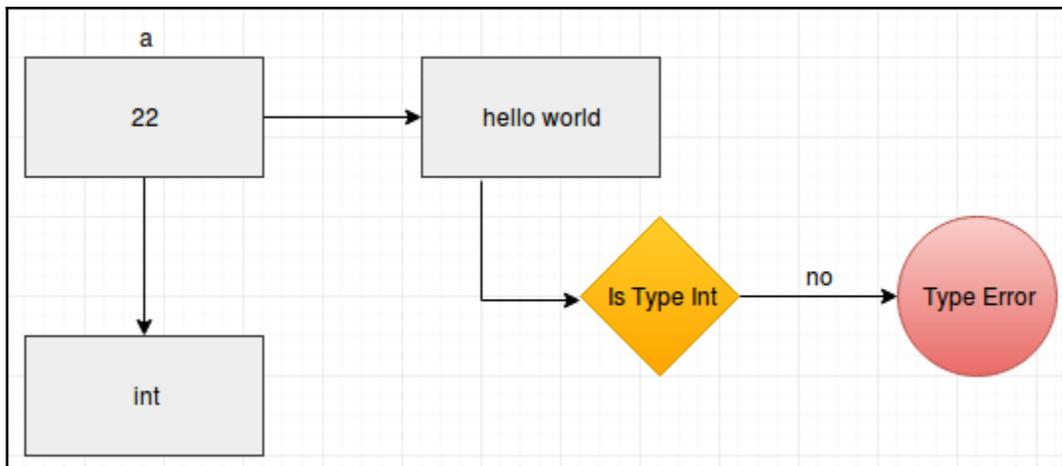 a
22
hello world
Is Type Int
no
Type Error
int